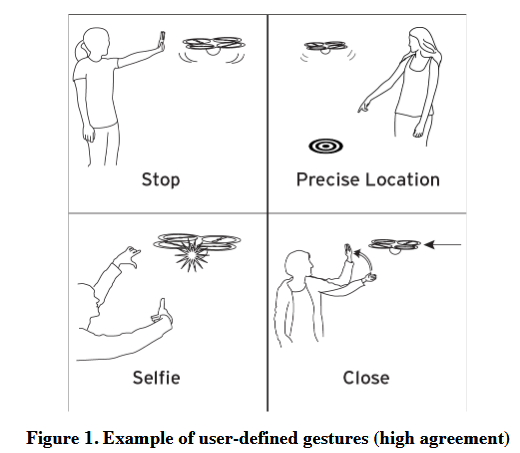 Stop
Precise Location
Selfie
Close
Figure 1. Example of user-defined gestures (high agreement)